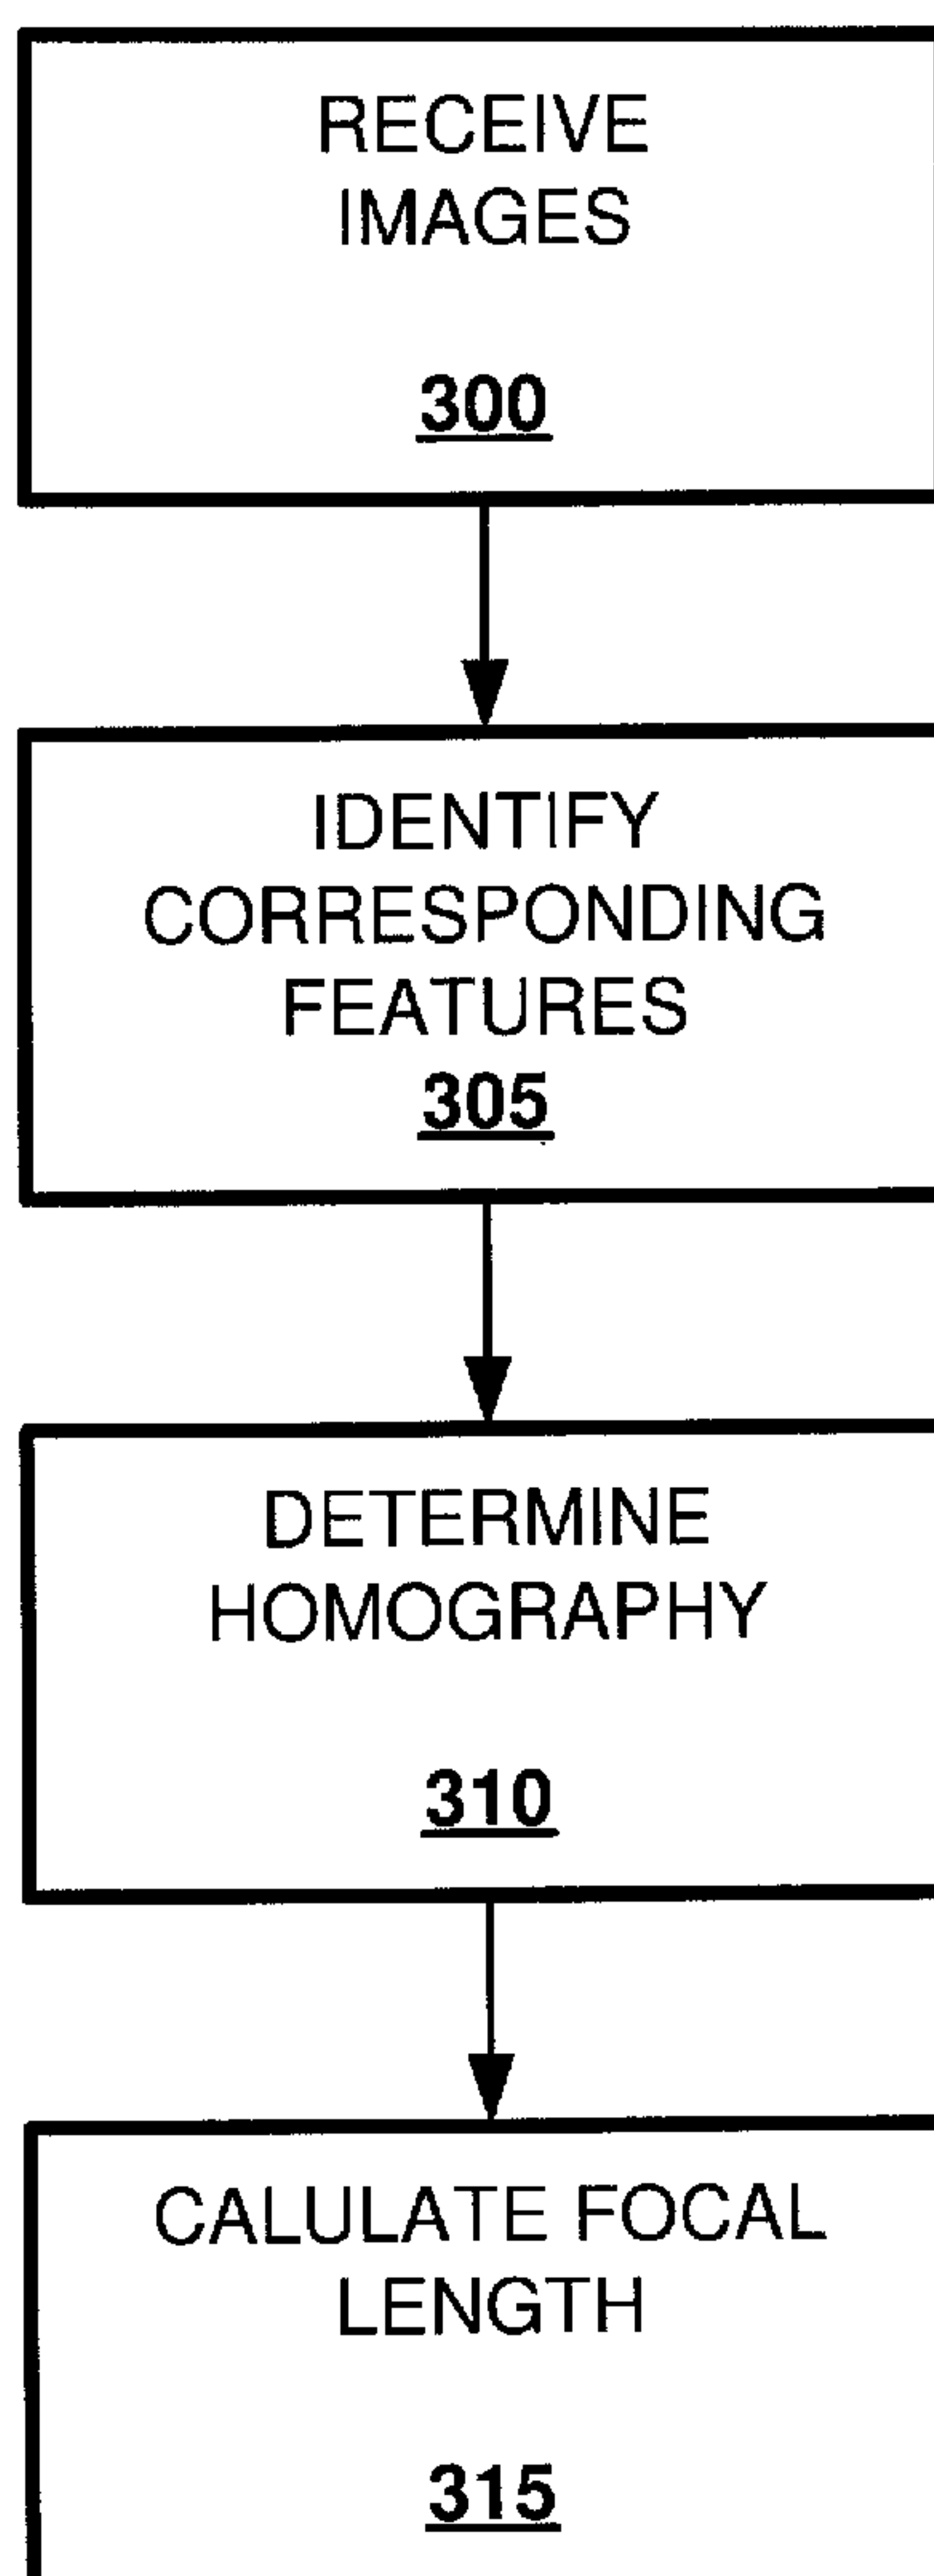 RECEIVE
IMAGES
300
IDENTIFY
CORRESPONDING
FEATURES
305
DETERMINE
HOMOGRAPHY
310
CALULATE FOCAL
LENGTH
315